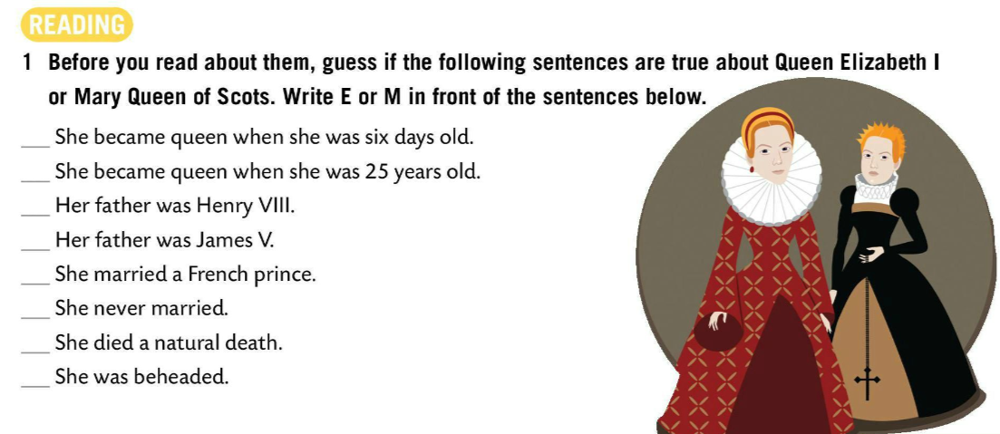 READING
1 Before you read about them, guess if the following sentences are true about Queen Elizabeth I
or Mary Queen of Scots. Write E or M in front of the sentences below.
___ She became queen when she was six days old.
___ She became queen when she was 25 years old.
___ Her father was Henry VIII.
___ Her father was James V.
___ She married a French prince.
___ She never married.
___ She died a natural death.
___ She was beheaded.